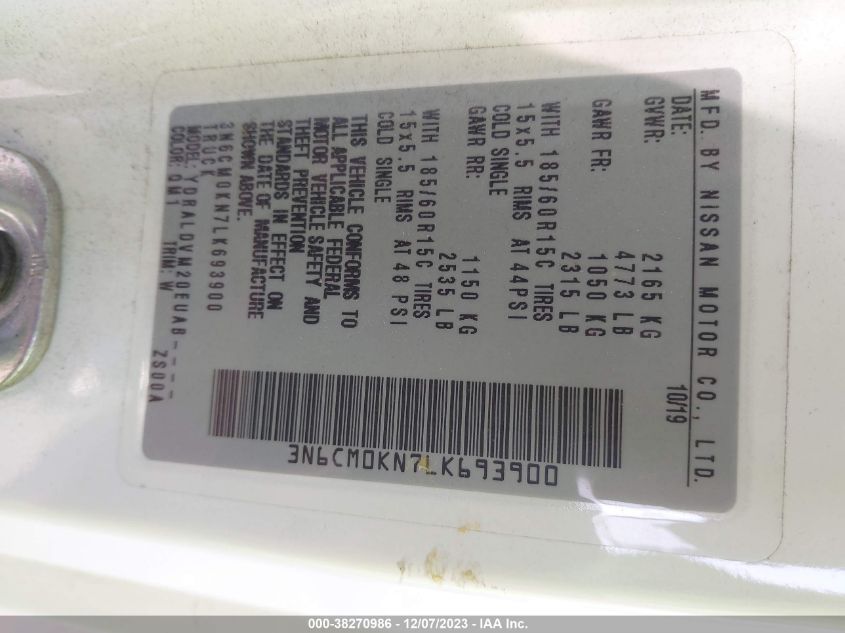 MFD. BY NISSAN MOTOR CO., LTD.
DATE: 10/19
GVWR: 2165 KG
4773 LB
GAWR FR: 1050 KG
2315 LB
WITH 185/60R15C TIRES
15x5.5 RIMS AT 44PSI
COLD SINGLE
GAWR RR: 1150 KG
2535 LB
WITH 185/60R15C TIRES
15x5.5 RIMS AT 48 PSI
COLD SINGLE
THIS VEHICLE CONFORMS TO
ALL APPLICABLE FEDERAL
MOTOR VEHICLE SAFETY AND
THEFT PREVENTION
STANDARDS IN EFFECT ON
THE DATE OF MANUFACTURE
SHOWN ABOVE.
3N6CM0KN7LK693900
TRUCK
MODEL: YDRALDVM20EUAB----
COLOR: QM1 TRIM: W ZS00A
3N6CM0KN7LK693900
000-38270986 - 12/07/2023 - IAA Inc.